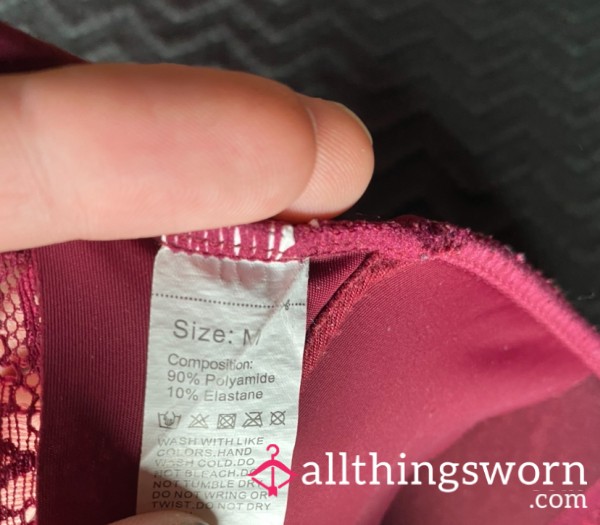 Size: M
Composition:
90% Polyamide
10% Elastane
WASH WITH LIKE
COLORS.HAND
WASH COLD.DO
NOT BLEACH.DO
NOT TUMBLE DRY
DO NOT WRING OR
TWIST.DO NOT DRY
allthingsworn
.com